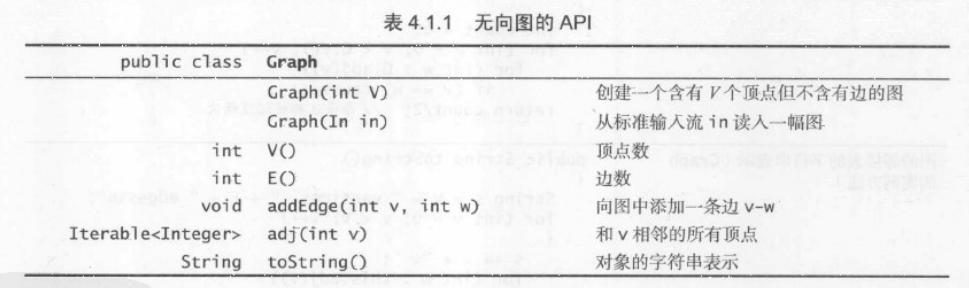 表 4.1.1 无向图的 API
public class Graph
Graph(int V) 创建一个含有 V 个顶点但不含有边的图
Graph(In in) 从标准输入流 in 读入一幅图
int V() 顶点数
int E() 边数
void addEdge(int v, int w) 向图中添加一条边 v-w
Iterable<Integer> adj(int v) 和 v 相邻的所有顶点
String toString() 对象的字符串表示